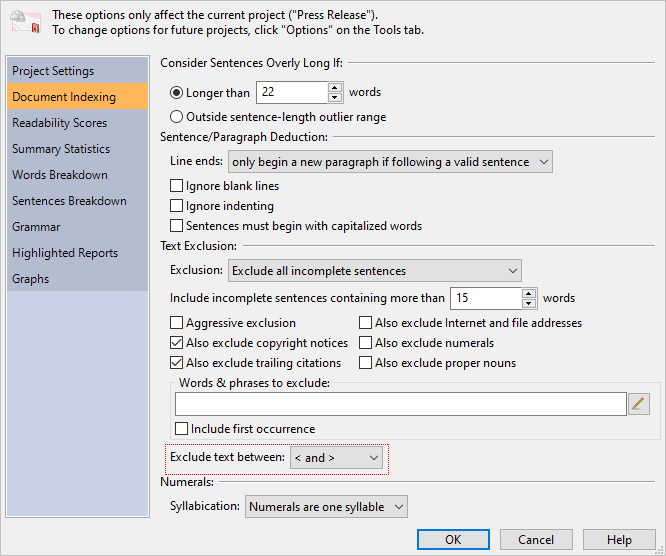 These options only affect the current project ("Press Release").
To change options for future projects, click "Options" on the Tools tab.
Project Settings
Document Indexing
Readability Scores
Summary Statistics
Words Breakdown
Sentences Breakdown
Grammar
Highlighted Reports
Graphs
Consider Sentences Overly Long If:
Longer than 22 words
Outside sentence-length outlier range
Sentence/Paragraph Deduction:
Line ends: only begin a new paragraph if following a valid sentence
Ignore blank lines
Ignore indenting
Sentences must begin with capitalized words
Text Exclusion:
Exclusion: Exclude all incomplete sentences
Include incomplete sentences containing more than 15 words
Aggressive exclusion Also exclude Internet and file addresses
Also exclude copyright notices Also exclude numerals
Also exclude trailing citations Also exclude proper nouns
Words & phrases to exclude:
Include first occurrence
Exclude text between: < and >
Numerals:
Syllabication: Numerals are one syllable
OK Cancel Help